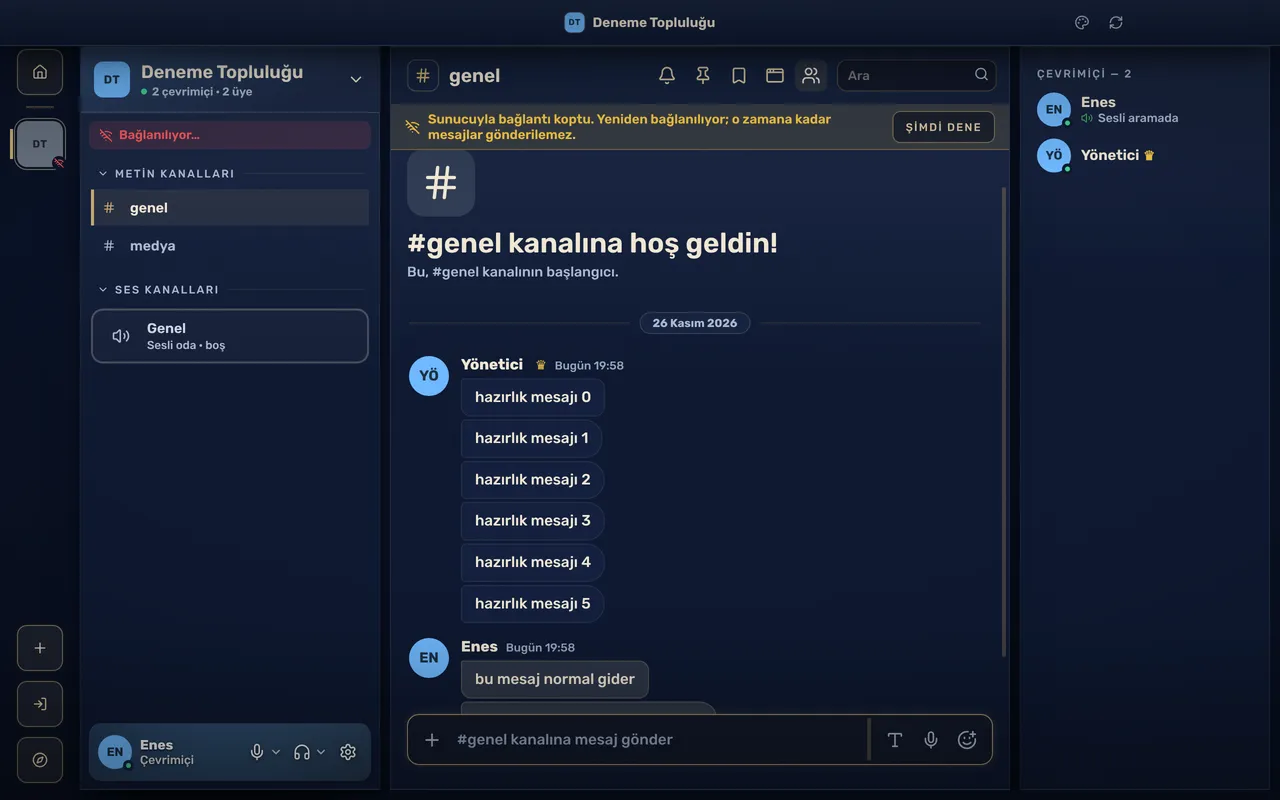 DT Deneme Topluluğu
DT
DT
Deneme Topluluğu
2 çevrimiçi • 2 üye
Bağlanılıyor…
METİN KANALLARI
# genel
# medya
SES KANALLARI
Genel
Sesli oda • boş
EN
Enes
Çevrimiçi
# genel
Ara
Sunucuyla bağlantı koptu. Yeniden bağlanılıyor; o zamana kadar
mesajlar gönderilemez.
ŞİMDİ DENE
#
#genel kanalına hoş geldin!
Bu, #genel kanalının başlangıcı.
26 Kasım 2026
YÖ
Yönetici Bugün 19:58
hazırlık mesajı 0
hazırlık mesajı 1
hazırlık mesajı 2
hazırlık mesajı 3
hazırlık mesajı 4
hazırlık mesajı 5
EN
Enes Bugün 19:58
bu mesaj normal gider
#genel kanalına mesaj gönder
ÇEVRİMİÇİ — 2
EN
Enes
Sesli aramada
YÖ
Yönetici